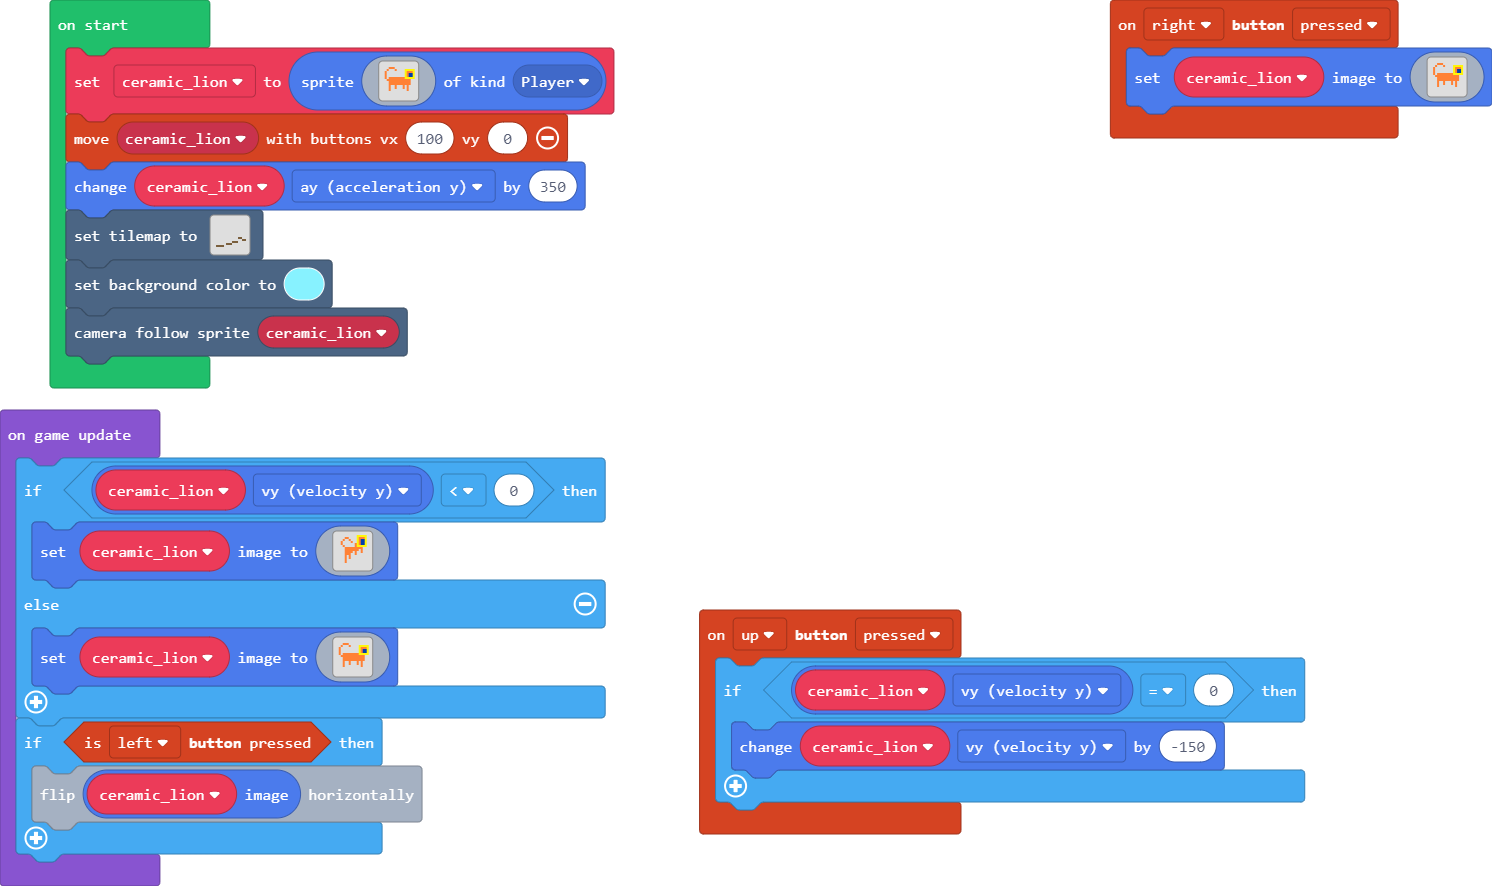 on start
set ceramic_lion to sprite of kind Player
move ceramic_lion with buttons vx 100 vy 0
change ceramic_lion ay (acceleration y) by 350
set tilemap to
set background color to
camera follow sprite ceramic_lion
on right button pressed
set ceramic_lion image to
on game update
if ceramic_lion vy (velocity y) < 0 then
set ceramic_lion image to
else
set ceramic_lion image to
if is left button pressed then
flip ceramic_lion image horizontally
on up button pressed
if ceramic_lion vy (velocity y) = 0 then
change ceramic_lion vy (velocity y) by -150